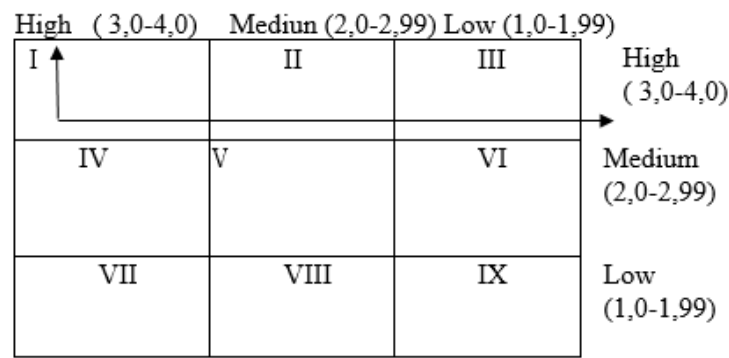 High ( 3,0-4,0) Mediun (2,0-2,99) Low (1,0-1,99)
I II III High
( 3,0-4,0)
IV V VI Medium
(2,0-2,99)
VII VIII IX Low
(1,0-1,99)